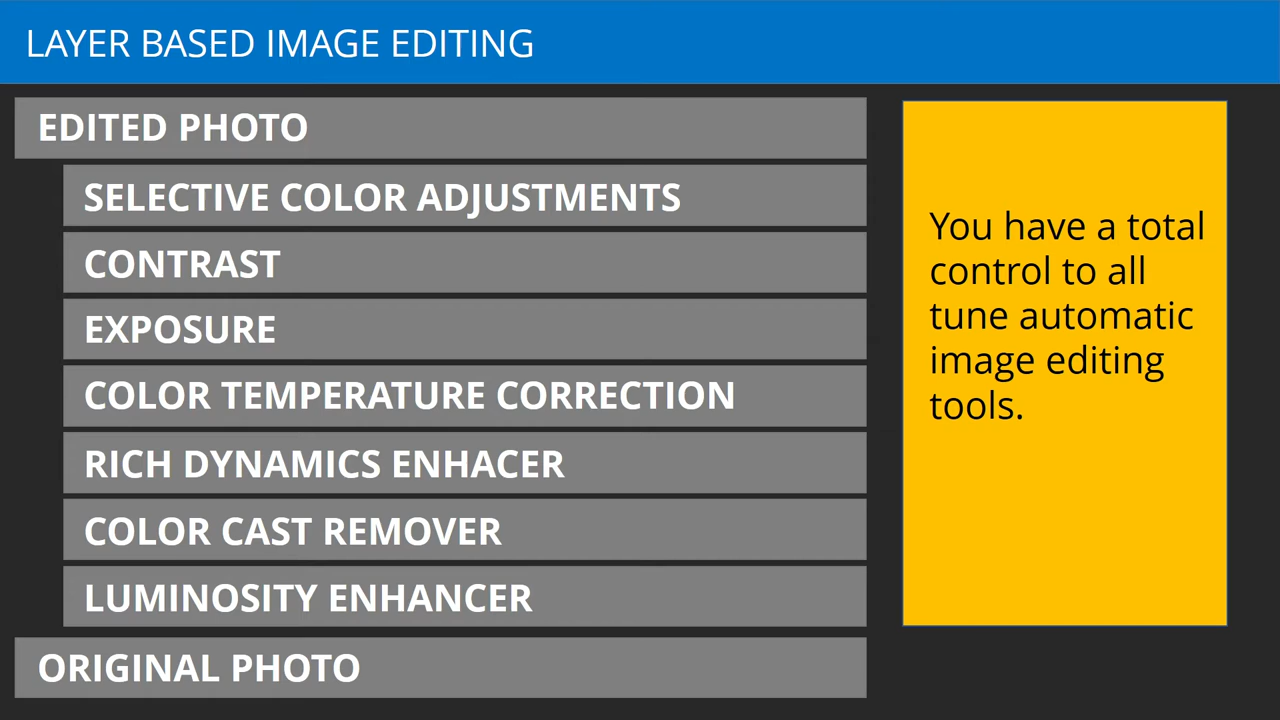 LAYER BASED IMAGE EDITING
EDITED PHOTO
SELECTIVE COLOR ADJUSTMENTS
CONTRAST
EXPOSURE
COLOR TEMPERATURE CORRECTION
RICH DYNAMICS ENHACER
COLOR CAST REMOVER
LUMINOSITY ENHANCER
ORIGINAL PHOTO
You have a total
control to all
tune automatic
image editing
tools.